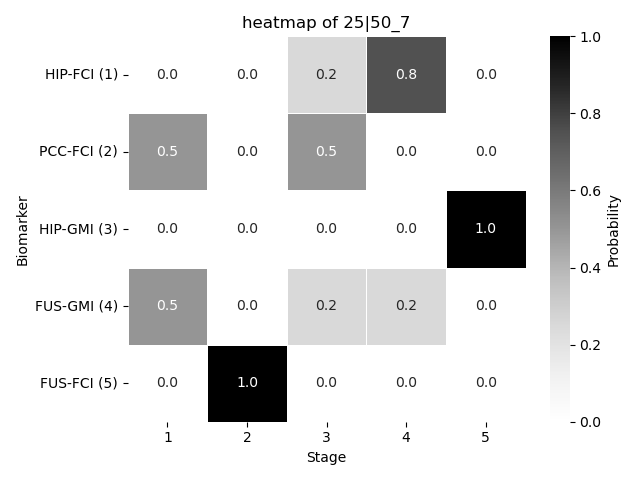 heatmap of 25|50_7
HIP-FCI (1) 0.0 0.0 0.2 0.8 0.0
PCC-FCI (2) 0.5 0.0 0.5 0.0 0.0
HIP-GMI (3) 0.0 0.0 0.0 0.0 1.0
FUS-GMI (4) 0.5 0.0 0.2 0.2 0.0
FUS-FCI (5) 0.0 1.0 0.0 0.0 0.0
1 2 3 4 5
Stage
Biomarker
1.0
0.8
0.6
0.4
0.2
0.0
Probability